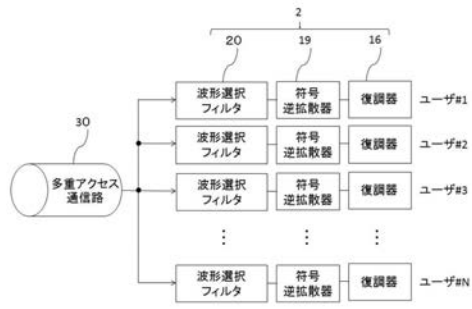 2
20
19
16
波形選択
フィルタ
符号
逆拡散器
復調器
ユーザ#1
30
波形選択
フィルタ
符号
逆拡散器
復調器
ユーザ#2
多重アクセス
通信路
波形選択
フィルタ
符号
逆拡散器
復調器
ユーザ#3
⋮
⋮
⋮
波形選択
フィルタ
符号
逆拡散器
復調器
ユーザ#N